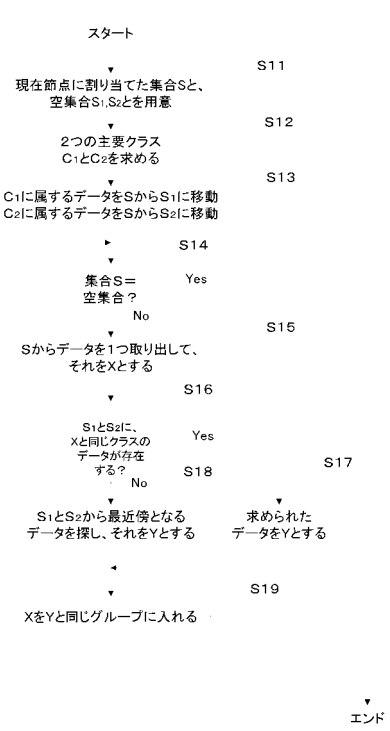 スタート
S11
現在節点に割り当てた集合Sと、
空集合S1,S2とを用意
S12
2つの主要クラス
C1とC2を求める
S13
C1に属するデータをSからS1に移動
C2に属するデータをSからS2に移動
S14
集合S=
空集合?
Yes
No
S15
Sからデータを1つ取り出して、
それをXとする
S16
S1とS2に、
Xと同じクラスの
データが存在
する?
Yes
No
S18
S17
S1とS2から最近傍となる
データを探し、それをYとする
求められた
データをYとする
S19
XをYと同じグループに入れる
エンド